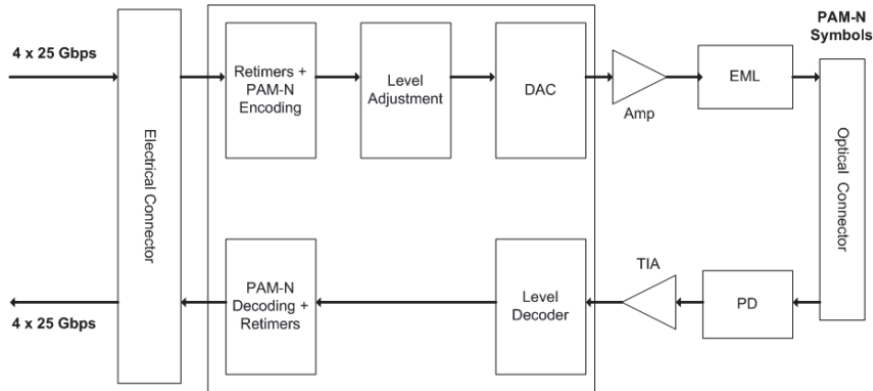 PAM-N
Symbols
4 x 25 Gbps
Electrical Connector
Retimers +
PAM-N
Encoding
Level
Adjustment
DAC
Amp
EML
Optical Connector
PAM-N
Decoding +
Retimers
Level
Decoder
TIA
PD
4 x 25 Gbps